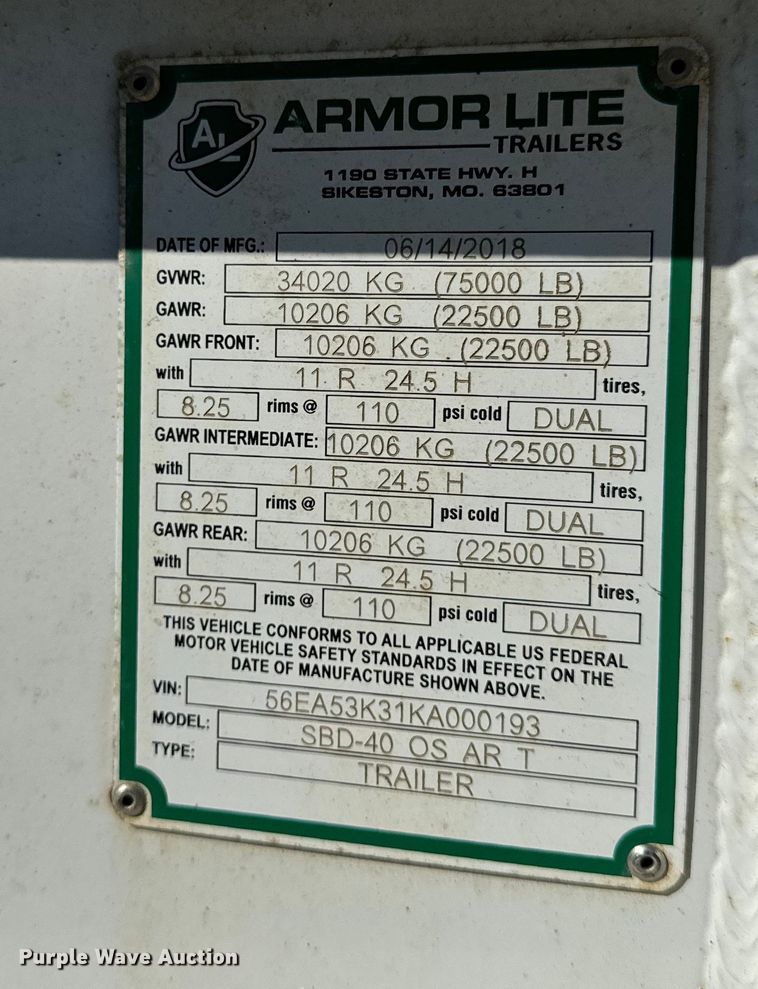 AL ARMOR LITE
TRAILERS
1190 STATE HWY. H
SIKESTON, MO. 63801
DATE OF MFG.: 06/14/2018
GVWR: 34020 KG (75000 LB)
GAWR: 10206 KG (22500 LB)
GAWR FRONT: 10206 KG . (22500 LB)
with 11 R 24.5 H tires,
8.25 rims @ 110 psi cold DUAL
GAWR INTERMEDIATE: 10206 KG (22500 LB)
with 11 R 24.5 H tires,
8.25 rims @ 110 psi cold DUAL
GAWR REAR: 10206 KG (22500 LB)
with 11 R 24.5 H tires,
8.25 rims @ 110 psi cold DUAL
THIS VEHICLE CONFORMS TO ALL APPLICABLE US FEDERAL
MOTOR VEHICLE SAFETY STANDARDS IN EFFECT ON THE
DATE OF MANUFACTURE SHOWN ABOVE.
VIN: 56EA53K31KA000193
MODEL: SBD-40 OS AR T
TYPE: TRAILER
Purple Wave Auction